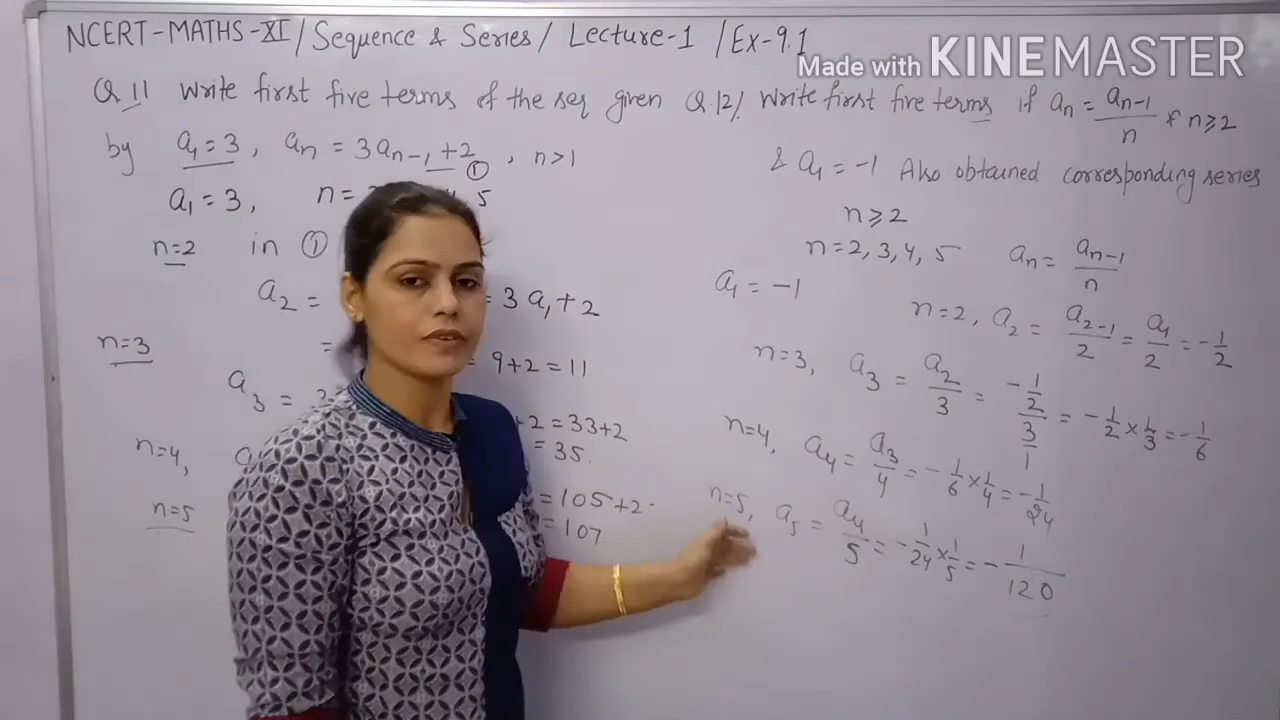 NCERT-MATHS-XI / Sequence & Series / Lecture-1 / Ex-9.1
Made with KINEMASTER
Q.11 Write first five terms of the seq given
by a₁ = 3, aₙ = 3aₙ₋₁ + 2 ①, n > 1
a₁ = 3, n = 5
n=2 in ①
a₂ = = 3a₁ + 2
= = 9+2 = 11
n=3
a₃ = +2 = 33+2
= 35.
n=4,
= 105+2
n=5 = 107
Q.12/. Write first five terms if aₙ = aₙ₋₁/n & n ≥ 2
& a₁ = -1 Also obtained corresponding series
n ≥ 2
n = 2, 3, 4, 5 aₙ = aₙ₋₁/n
a₁ = -1
n=2, a₂ = a₂₋₁/2 = a₁/2 = -1/2
n=3, a₃ = a₂/3 = (-1/2)/(3/1) = -1/2 × 1/3 = -1/6
n=4, a₄ = a₃/4 = -1/6 × 1/4 = -1/24
n=5, a₅ = a₄/5 = -1/24 × 1/5 = -1/120